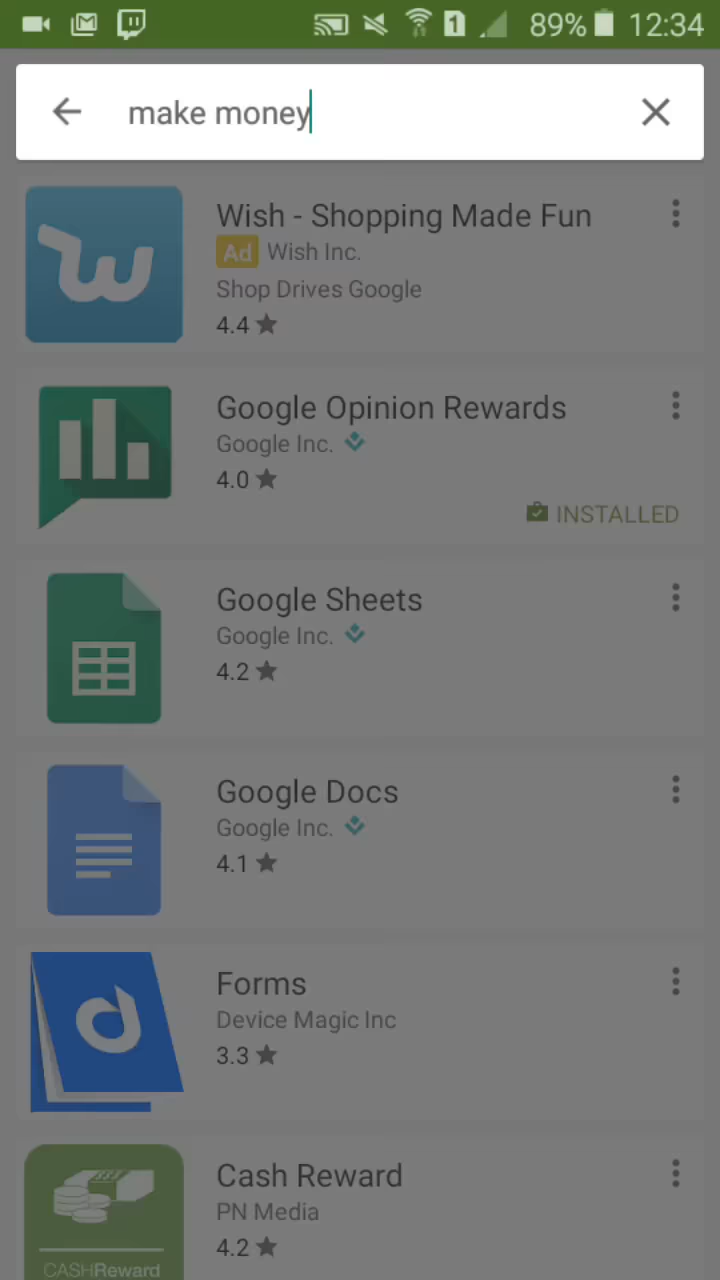 1 89% 12:34
make money
Wish - Shopping Made Fun
Ad Wish Inc.
Shop Drives Google
4.4
Google Opinion Rewards
Google Inc.
4.0
INSTALLED
Google Sheets
Google Inc.
4.2
Google Docs
Google Inc.
4.1
Forms
Device Magic Inc
3.3
Cash Reward
PN Media
4.2
CASHReward